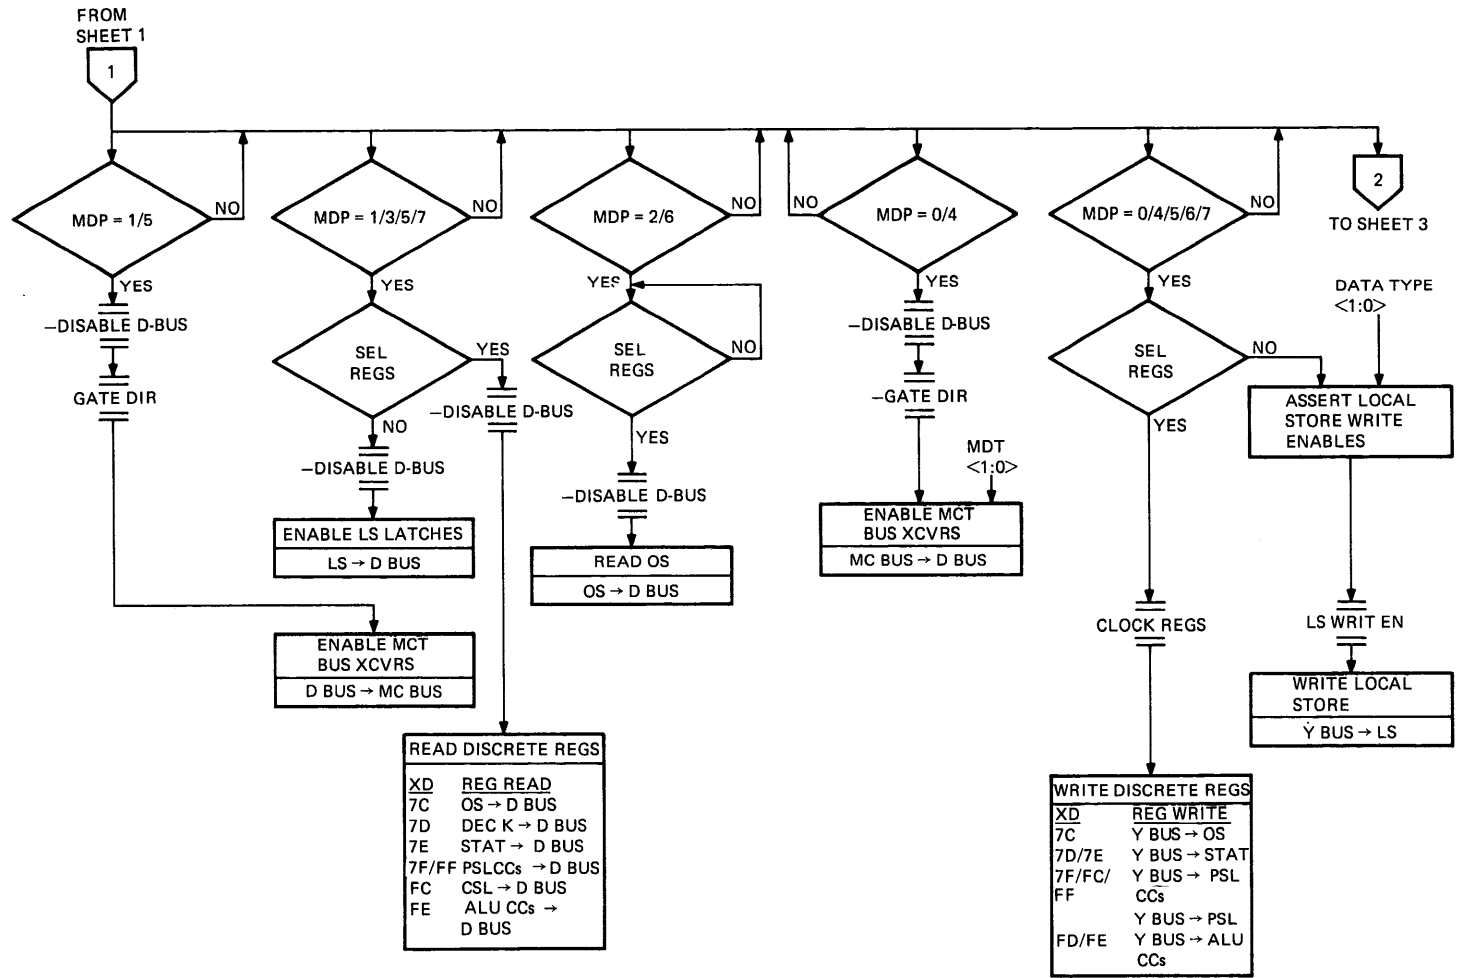 FROM
SHEET 1
1
MDP = 1/5
NO
YES
–DISABLE D-BUS
GATE DIR
ENABLE MCT
BUS XCVRS
D BUS → MC BUS
MDP = 1/3/5/7
NO
YES
SEL
REGS
YES
NO
–DISABLE D-BUS
–DISABLE D-BUS
ENABLE LS LATCHES
LS → D BUS
READ DISCRETE REGS
XD REG READ
7C OS → D BUS
7D DEC K → D BUS
7E STAT → D BUS
7F/FF PSLCCs → D BUS
FC CSL → D BUS
FE ALU CCs →
D BUS
MDP = 2/6
NO
YES
SEL
REGS
NO
YES
–DISABLE D-BUS
READ OS
OS → D BUS
NO
MDP = 0/4
YES
–DISABLE D-BUS
–GATE DIR
MDT
<1:0>
ENABLE MCT
BUS XCVRS
MC BUS → D BUS
MDP = 0/4/5/6/7
NO
YES
SEL
REGS
NO
YES
CLOCK REGS
WRITE DISCRETE REGS
XD REG WRITE
7C Y BUS → OS
7D/7E Y BUS → STAT
7F/FC/ Y BUS → PSL
FF CCs
Y BUS → PSL
FD/FE Y BUS → ALU
CCs
2
TO SHEET 3
DATA TYPE
<1:0>
ASSERT LOCAL
STORE WRITE
ENABLES
LS WRIT EN
WRITE LOCAL
STORE
Y BUS → LS